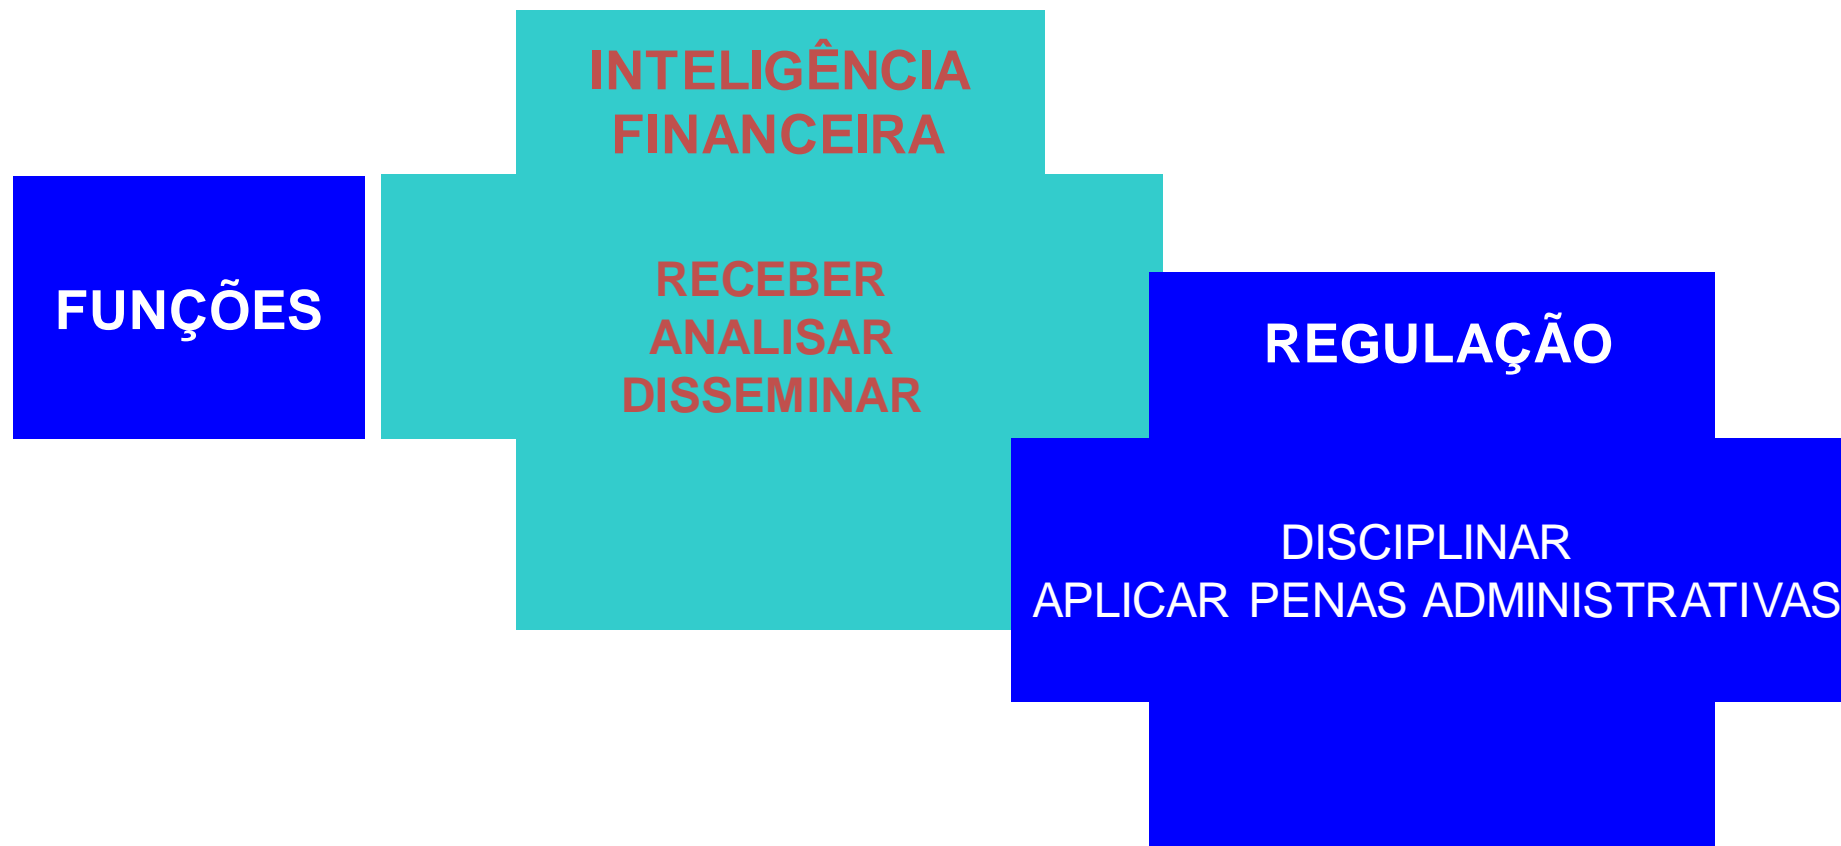 FUNÇÕES
INTELIGÊNCIA
FINANCEIRA
RECEBER
ANALISAR
DISSEMINAR
REGULAÇÃO
DISCIPLINAR
APLICAR PENAS ADMINISTRATIVAS